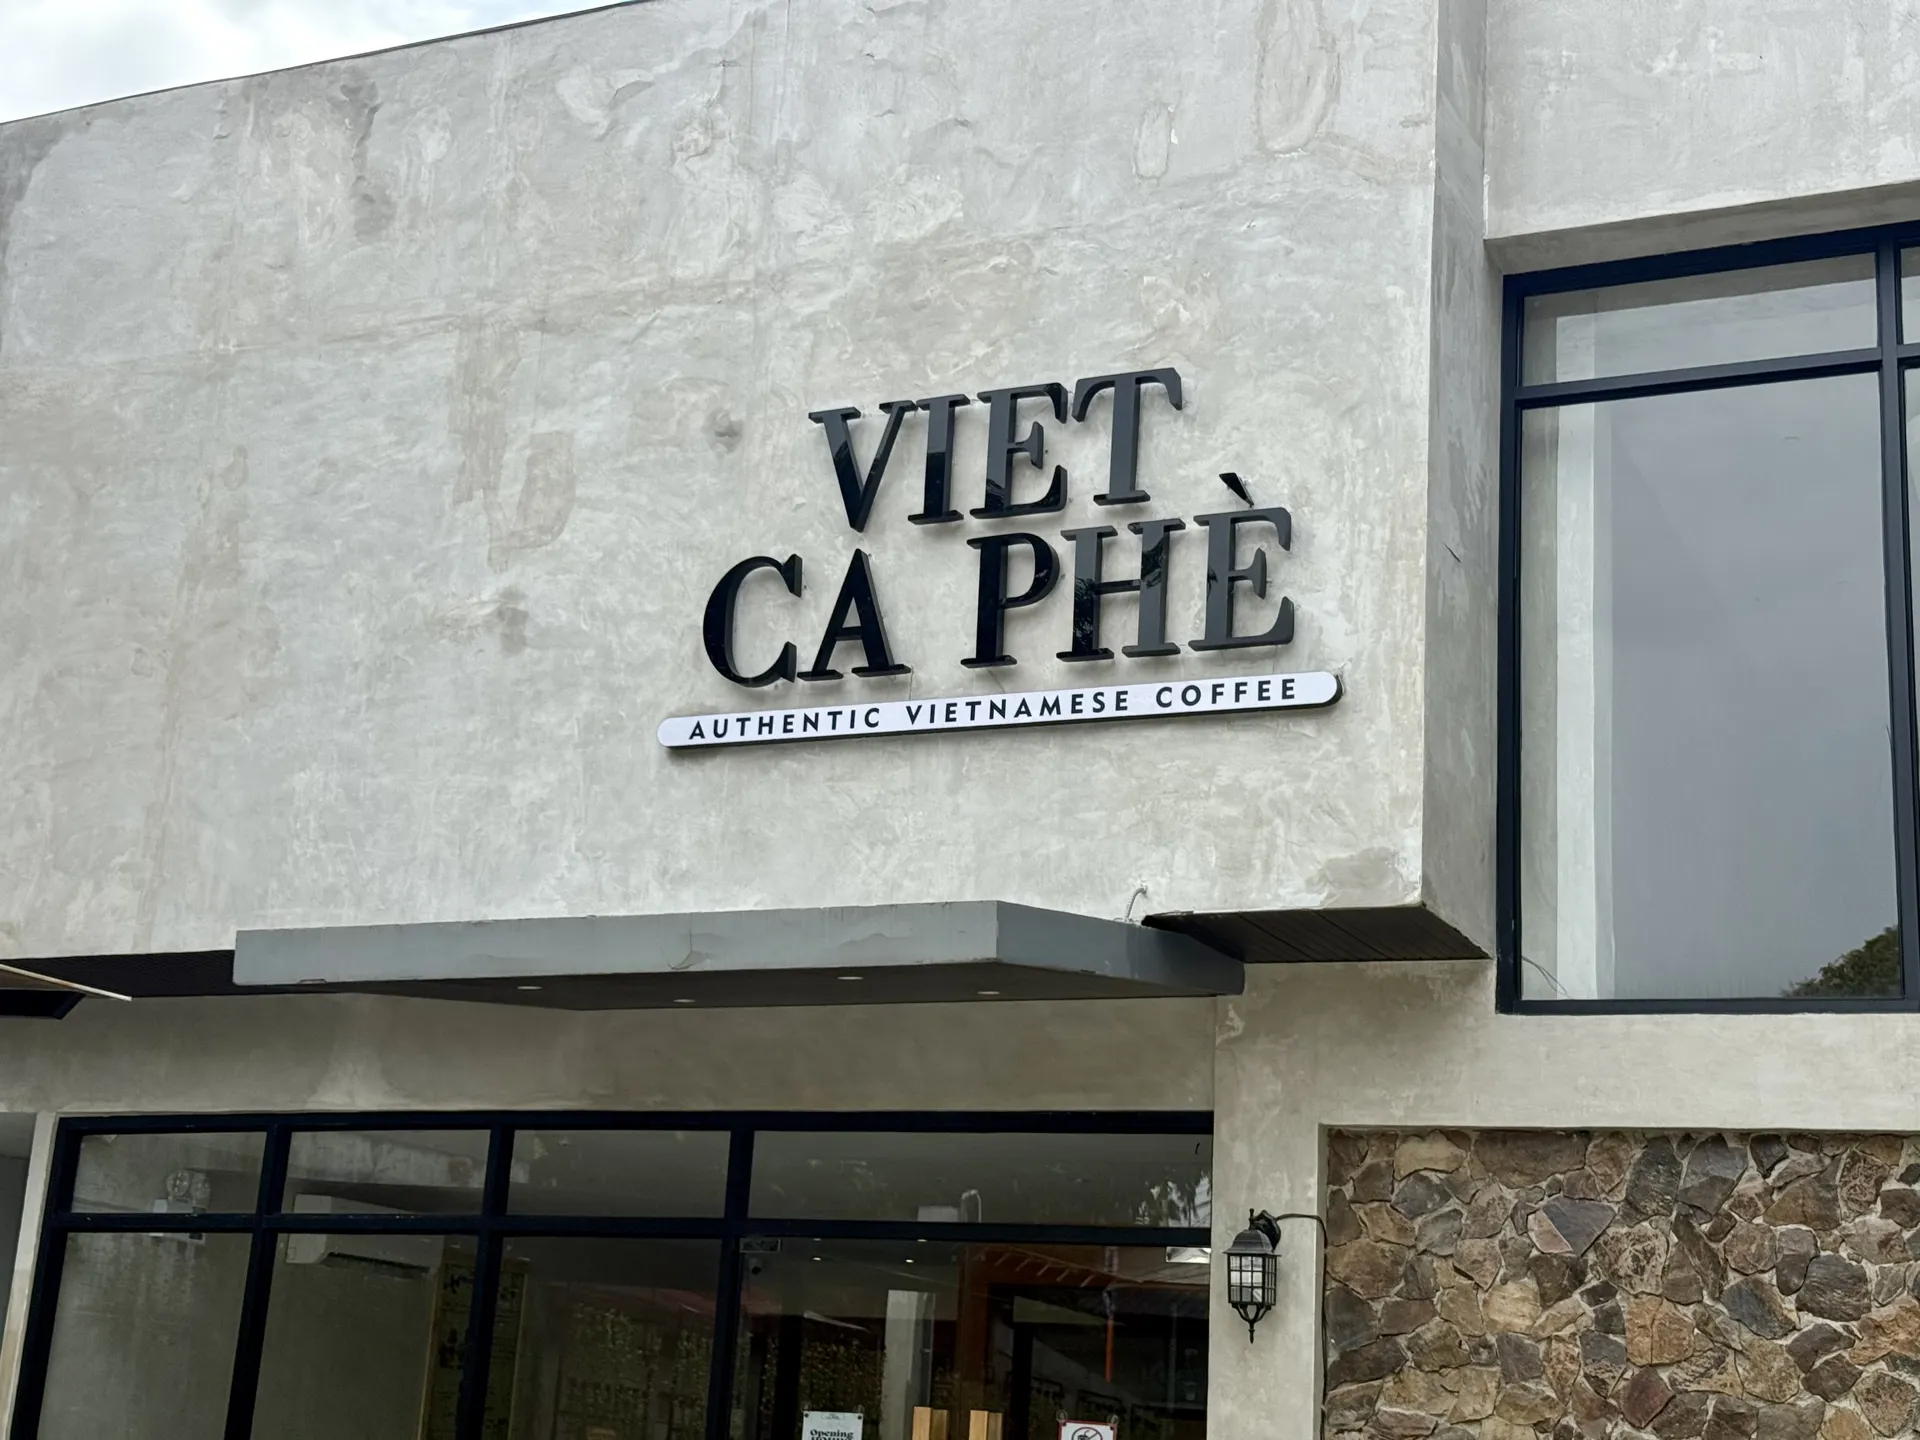 VIET
CA PHÈ
AUTHENTIC VIETNAMESE COFFEE
Opening